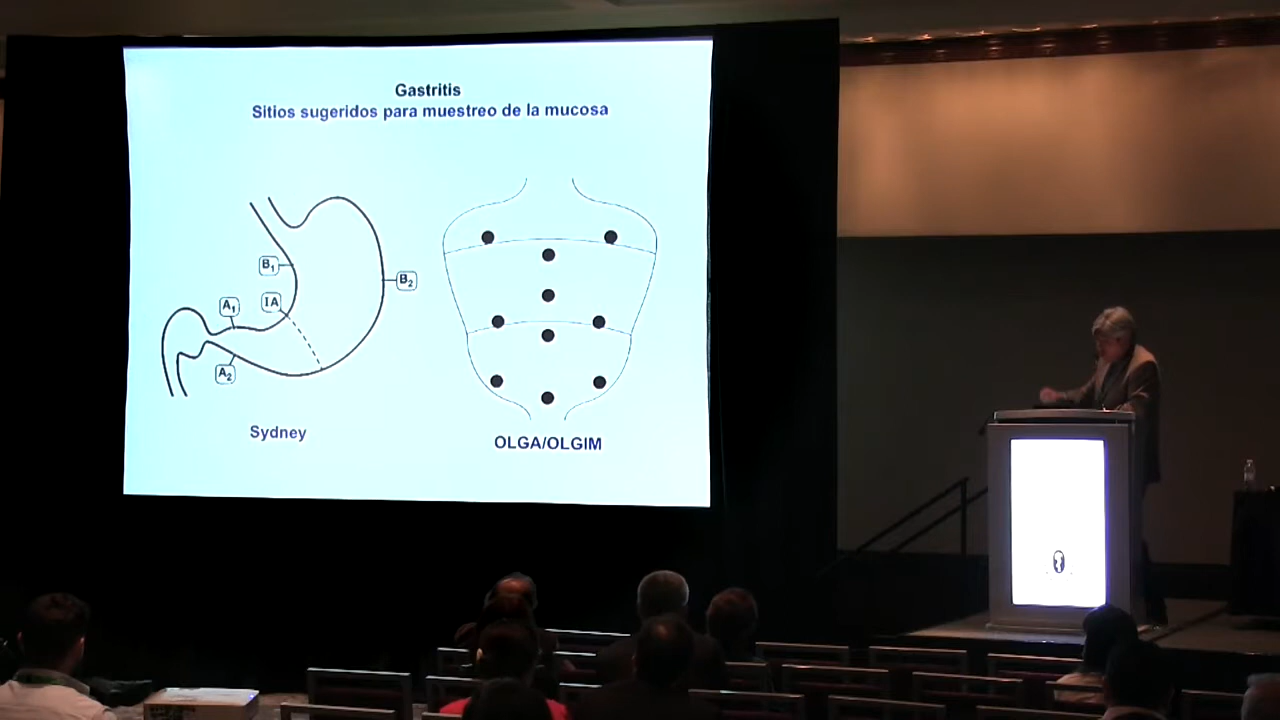 Gastritis
Sitios sugeridos para muestreo de la mucosa
B1
B2
A1
IA
A2
Sydney
OLGA/OLGIM